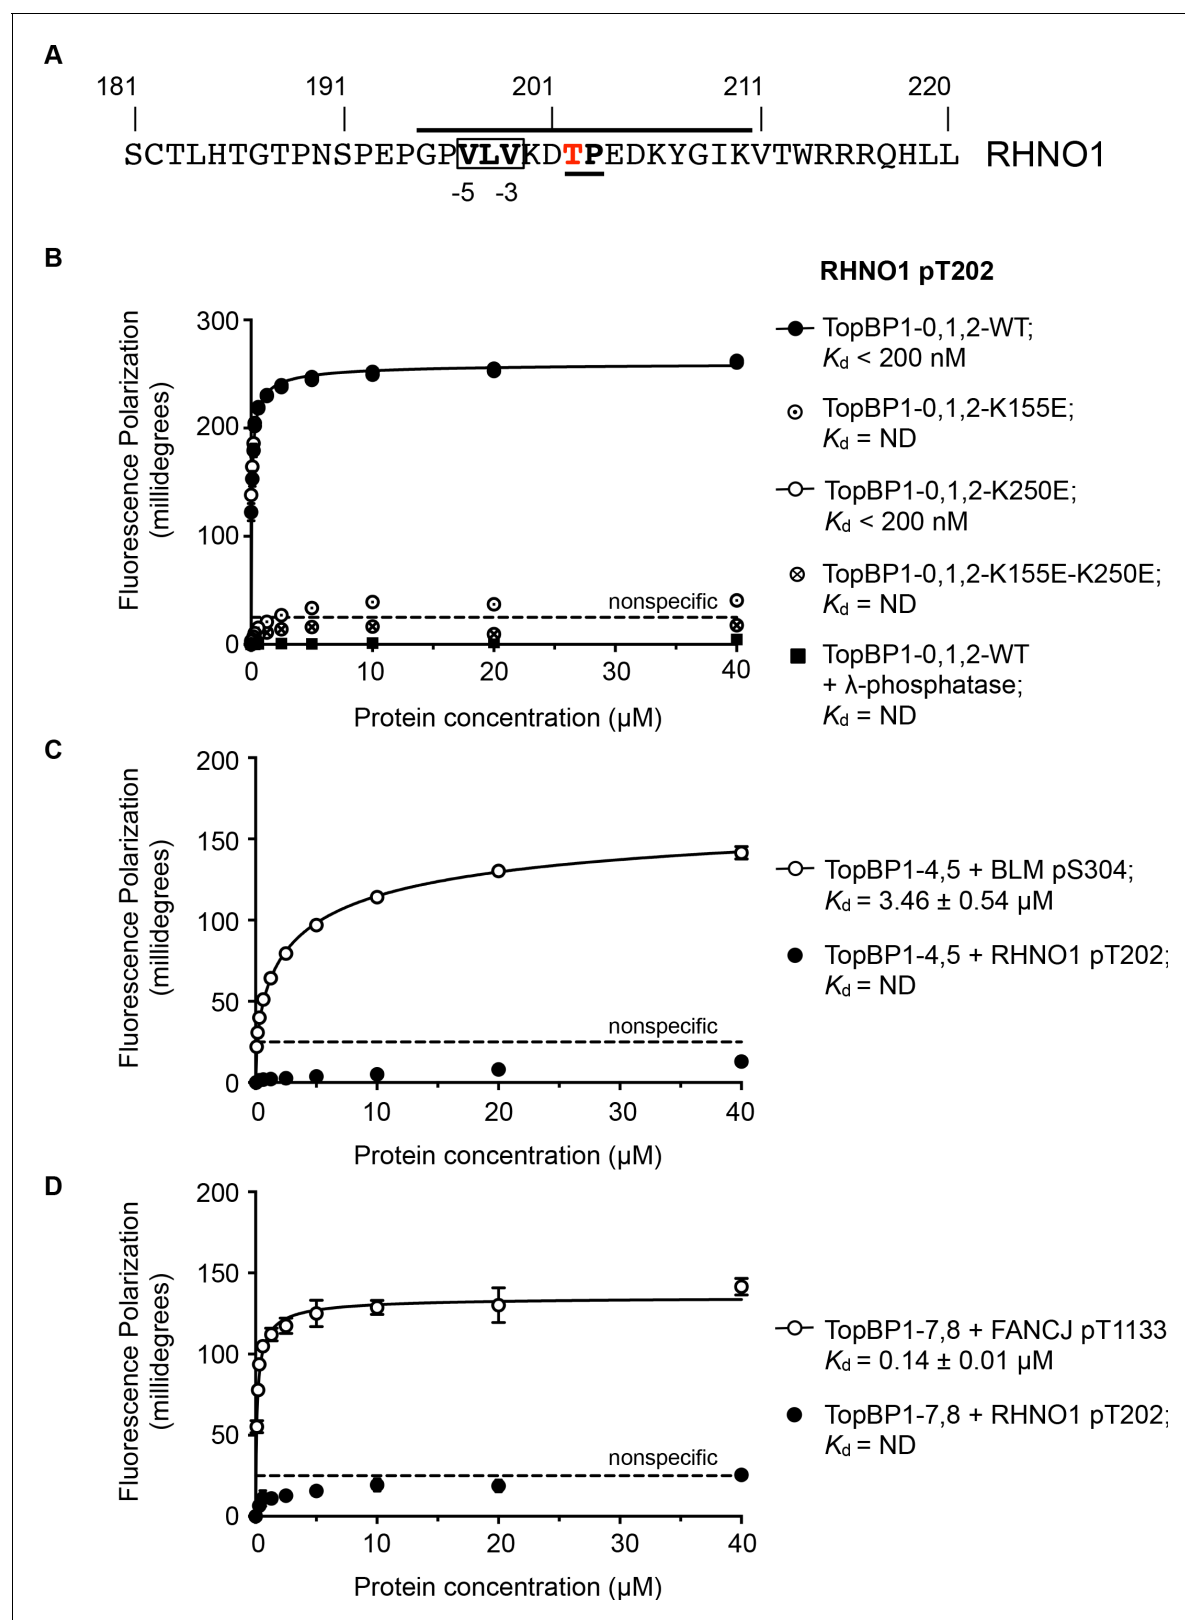 A
181 191 201 211 220
SCTLHTGTPNSPEPGPVLVKDTPEDKYGIKVTWRRRQHLL RHNO1
-5 -3
B
RHNO1 pT202
Fluorescence Polarization
(millidegrees)
300
200
100
0
nonspecific
0 10 20 30 40
Protein concentration (µM)
TopBP1-0,1,2-WT;
Kd < 200 nM
TopBP1-0,1,2-K155E;
Kd = ND
TopBP1-0,1,2-K250E;
Kd < 200 nM
TopBP1-0,1,2-K155E-K250E;
Kd = ND
TopBP1-0,1,2-WT
+ λ-phosphatase;
Kd = ND
C
Fluorescence Polarization
(millidegrees)
200
150
100
50
0
nonspecific
0 10 20 30 40
Protein concentration (µM)
TopBP1-4,5 + BLM pS304;
Kd = 3.46 ± 0.54 µM
TopBP1-4,5 + RHNO1 pT202;
Kd = ND
D
Fluorescence Polarization
(millidegrees)
200
150
100
50
0
nonspecific
0 10 20 30 40
Protein concentration (µM)
TopBP1-7,8 + FANCJ pT1133
Kd = 0.14 ± 0.01 µM
TopBP1-7,8 + RHNO1 pT202;
Kd = ND